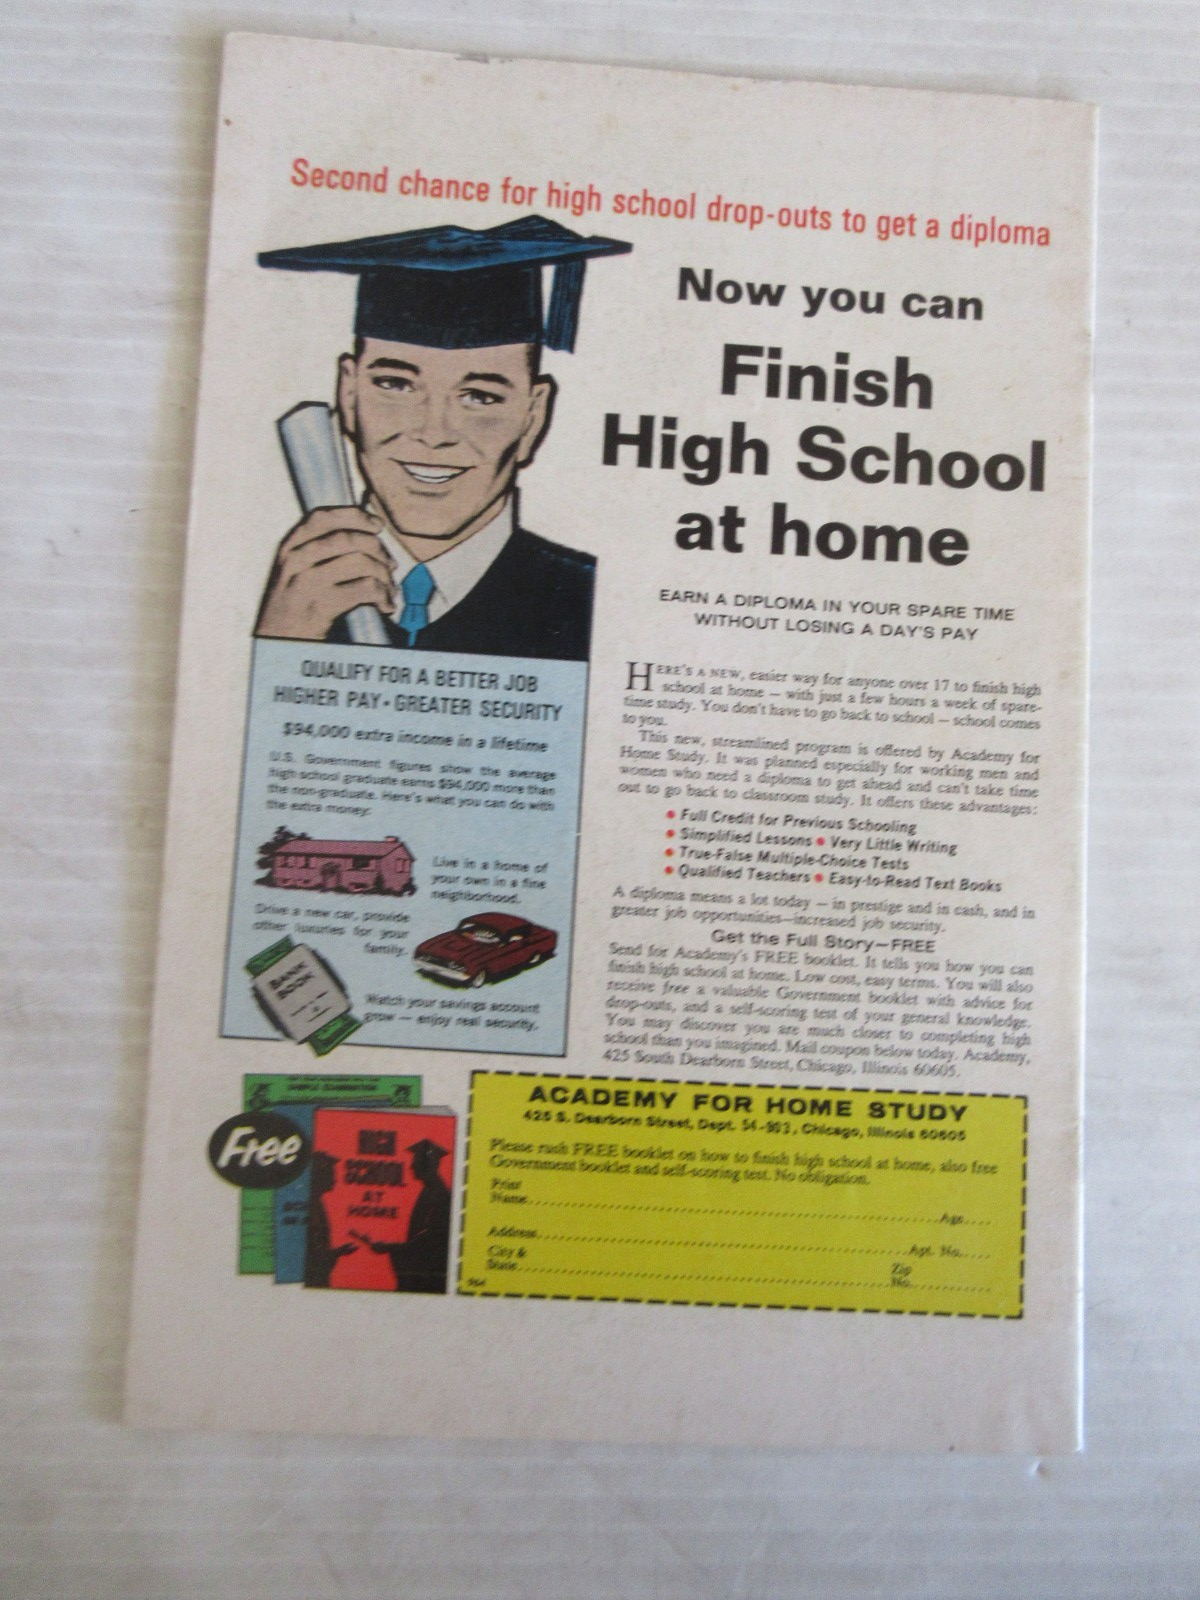 Second chance for high school drop-outs to get a diploma
Now you can
Finish
High School
at home
EARN A DIPLOMA IN YOUR SPARE TIME
WITHOUT LOSING A DAY'S PAY
QUALIFY FOR A BETTER JOB
HIGHER PAY • GREATER SECURITY
$94,000 extra income in a lifetime
U.S. Government figures show the average
high school graduate earns $94,000 more than
the non-graduate. Here's what you can do with
the extra money:
Live in a home of
your own in a fine
neighborhood.
Drive a new car, provide
other luxuries for your
family.
BANK
BOOK
Watch your savings account
grow — enjoy real security.
HERE'S A NEW, easier way for anyone over 17 to finish high
school at home — with just a few hours a week of spare-
time study. You don't have to go back to school — school comes
to you.
This new, streamlined program is offered by Academy for
Home Study. It was planned especially for working men and
women who need a diploma to get ahead and can't take time
out to go back to classroom study. It offers these advantages:
• Full Credit for Previous Schooling
• Simplified Lessons • Very Little Writing
• True-False Multiple-Choice Tests
• Qualified Teachers • Easy-to-Read Text Books
A diploma means a lot today — in prestige and in cash, and in
greater job opportunities—increased job security.
Get the Full Story—FREE
Send for Academy's FREE booklet. It tells you how you can
finish high school at home. Low cost, easy terms. You will also
receive free a valuable Government booklet with advice for
drop-outs, and a self-scoring test of your general knowledge.
You may discover you are much closer to completing high
school than you imagined. Mail coupon below today. Academy,
425 South Dearborn Street, Chicago, Illinois 60605.
SAMPLE EXAMINATION
Free
HIGH
SCHOOL
AT
HOME
ACADEMY FOR HOME STUDY
425 S. Dearborn Street, Dept. 54-903, Chicago, Illinois 60605
Please rush FREE booklet on how to finish high school at home, also free
Government booklet and self-scoring test. No obligation.
Print
Name..........Age.....
Address..........Apt. No.....
City &
State..........Zip
No..........